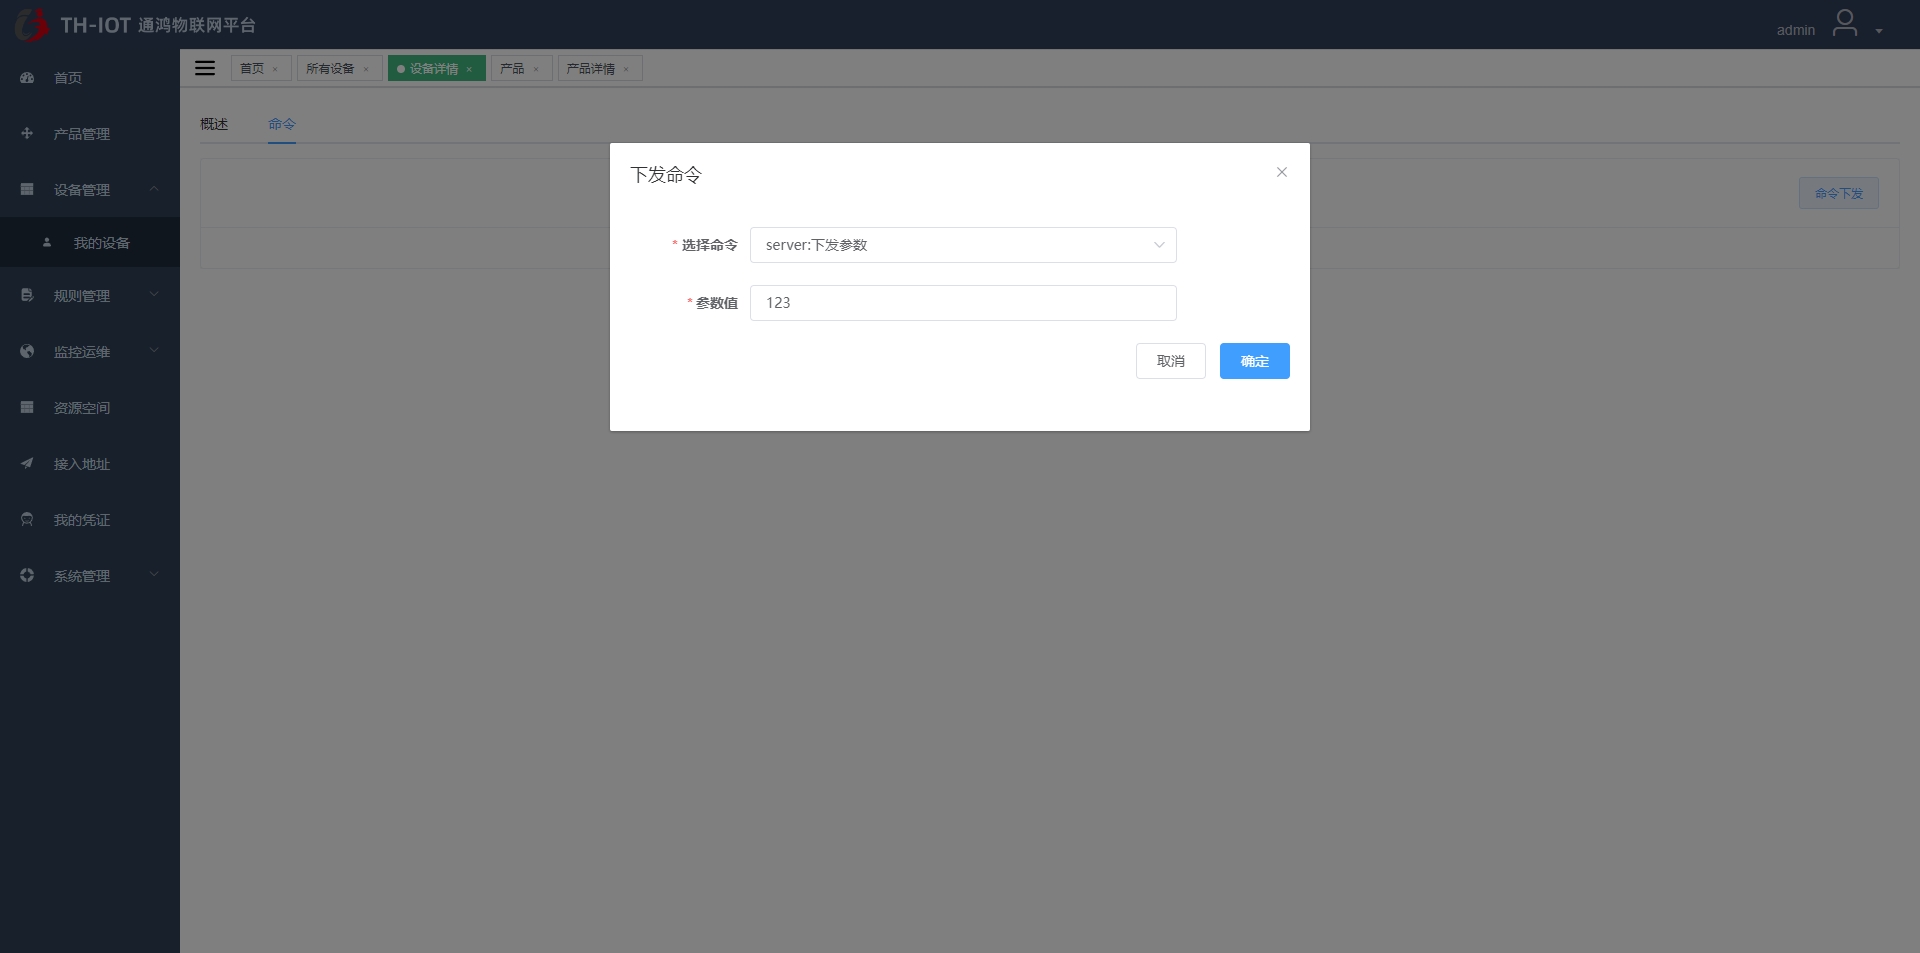 TH-IOT 通鸿物联网平台
admin
首页
产品管理
设备管理
我的设备
规则管理
监控运维
资源空间
接入地址
我的凭证
系统管理
首页 × 所有设备 × 设备详情 × 产品 × 产品详情 ×
概述 命令
命令下发
下发命令
* 选择命令 server:下发参数
* 参数值 123
取消 确定